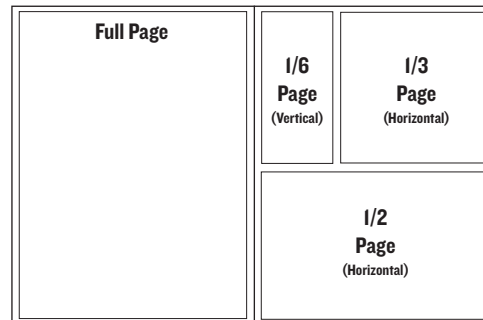 Full Page
1/6
Page
(Vertical)
1/3
Page
(Horizontal)
1/2
Page
(Horizontal)